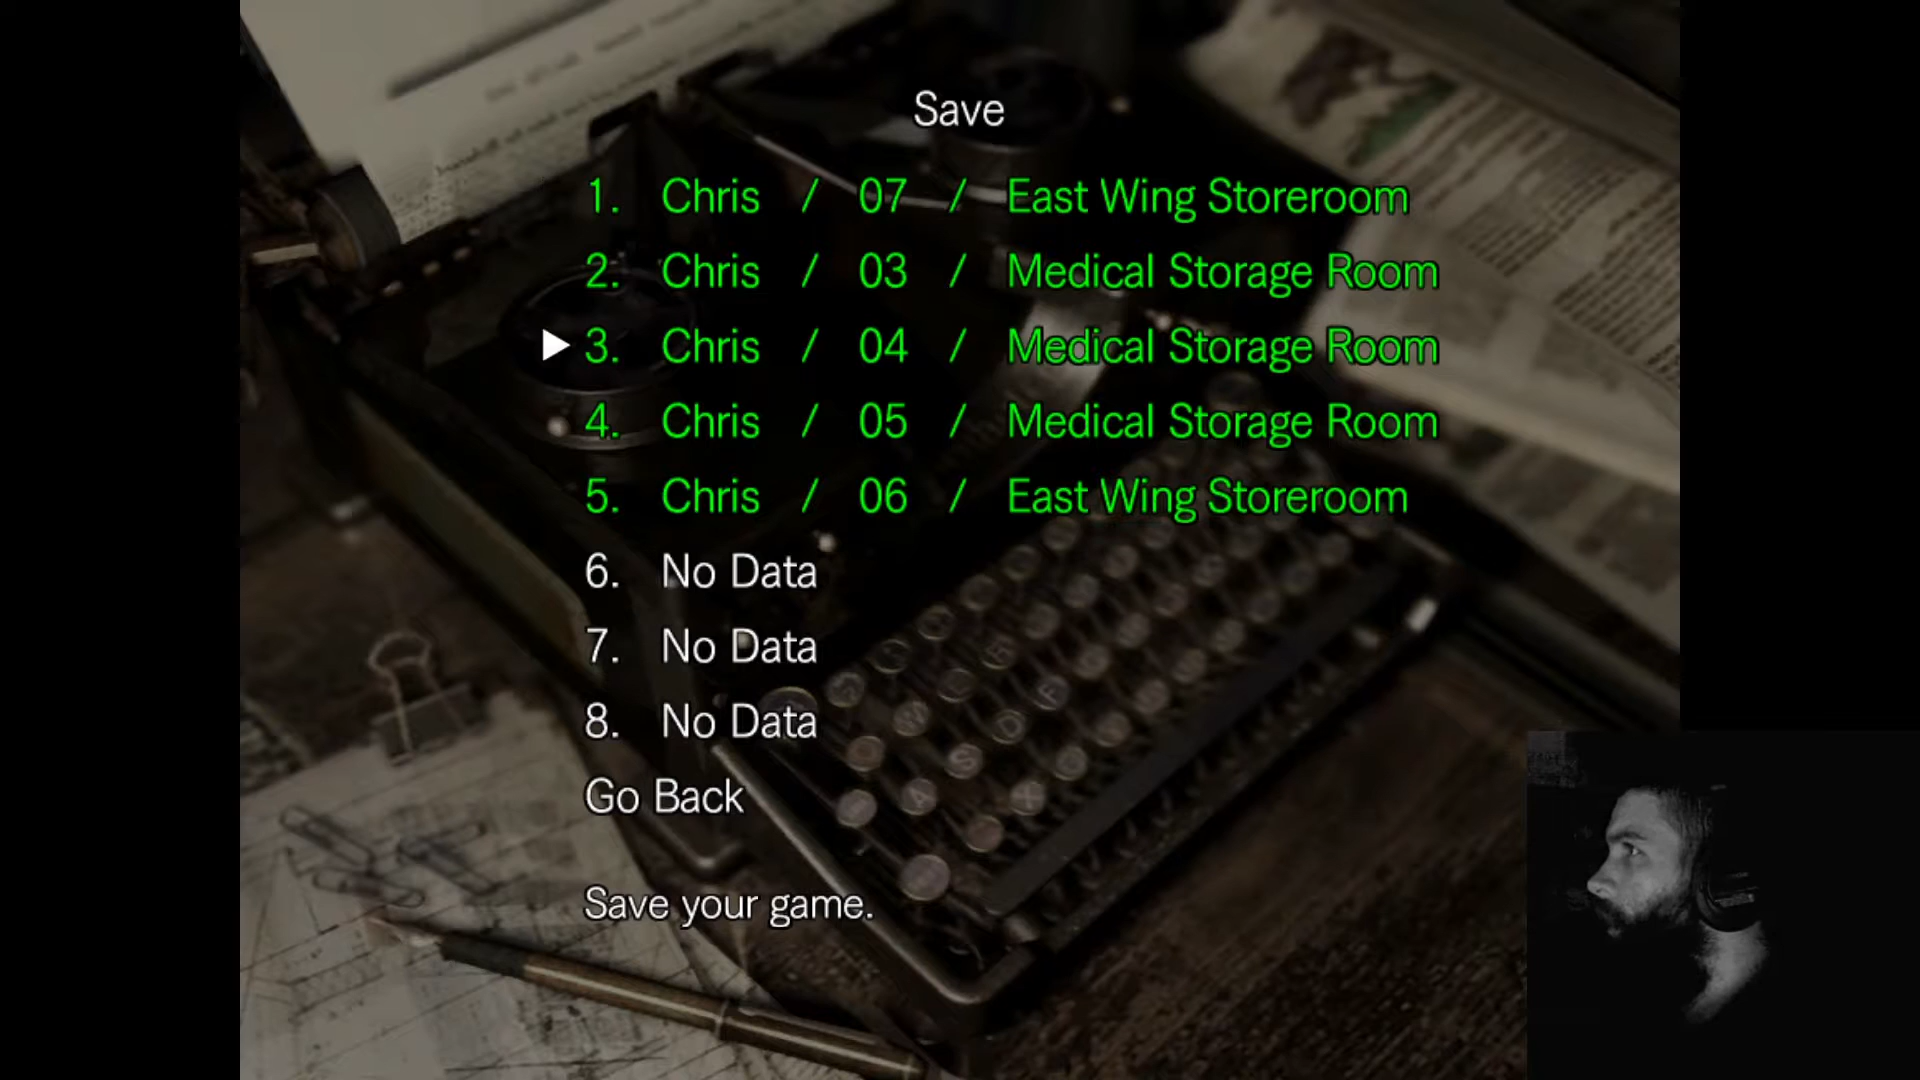 Save
1. Chris / 07 / East Wing Storeroom
2. Chris / 03 / Medical Storage Room
3. Chris / 04 / Medical Storage Room
4. Chris / 05 / Medical Storage Room
5. Chris / 06 / East Wing Storeroom
6. No Data
7. No Data
8. No Data
Go Back
Save your game.